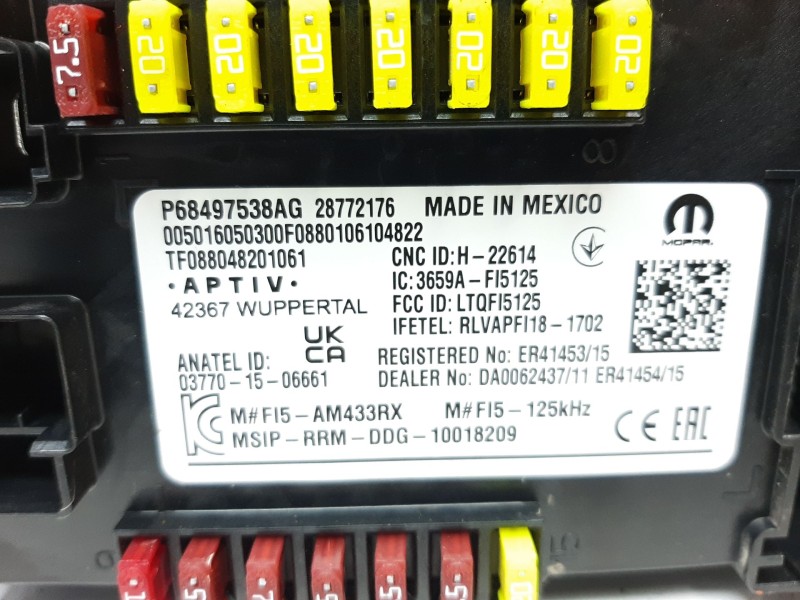 7.5 20 20 20 20 20 20 20
1 8
P68497538AG 28772176 MADE IN MEXICO
005016050300F0880106104822
TF088048201061 CNC ID:H-22614
MOPAR
·APTIV· IC:3659A-FI5125
42367 WUPPERTAL FCC ID: LTQFI5125
IFETEL: RLVAPFI18-1702
UK
CA
ANATEL ID: REGISTERED No: ER41453/15
03770-15-06661 DEALER No: DA0062437/11 ER41454/15
M#FI5-AM433RX M#FI5-125kHz
MSIP-RRM-DDG-10018209
CE EAC